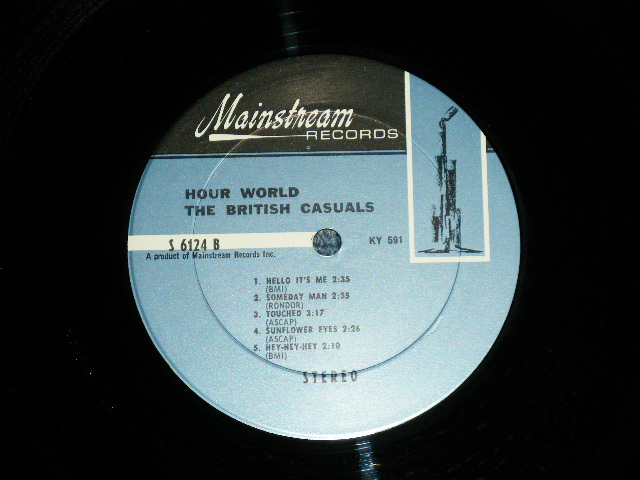 Mainstream
RECORDS
HOUR WORLD
THE BRITISH CASUALS
S 6124 B
KY 591
A product of Mainstream Records Inc.
1. HELLO IT'S ME 2:35
(BMI)
2. SOMEDAY MAN 2:35
(RONDOR)
3. TOUCHED 3:17
(ASCAP)
4. SUNFLOWER EYES 2:26
(ASCAP)
5. HEY-HEY-HEY 2:10
(BMI)
STEREO